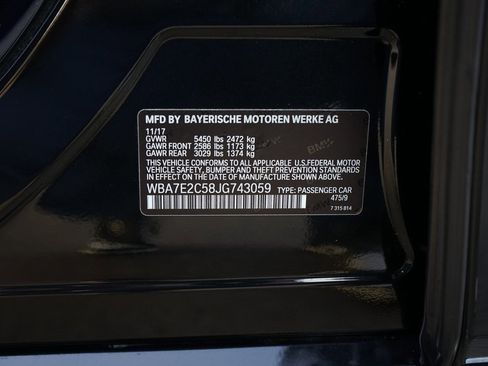 MFD BY BAYERISCHE MOTOREN WERKE AG
11/17
GVWR 5450 lbs 2472 kg
GAWR FRONT 2586 lbs 1173 kg
GAWR REAR 3029 lbs 1374 kg
THIS VEHICLE CONFORMS TO ALL APPLICABLE U.S.FEDERAL MOTOR
VEHICLE SAFETY, BUMPER AND THEFT PREVENTION STANDARDS
IN EFFECT ON THE DATE OF MANUFACTURE SHOWN ABOVE.
WBA7E2C58JG743059 TYPE: PASSENGER CAR
475/9
7 315 814